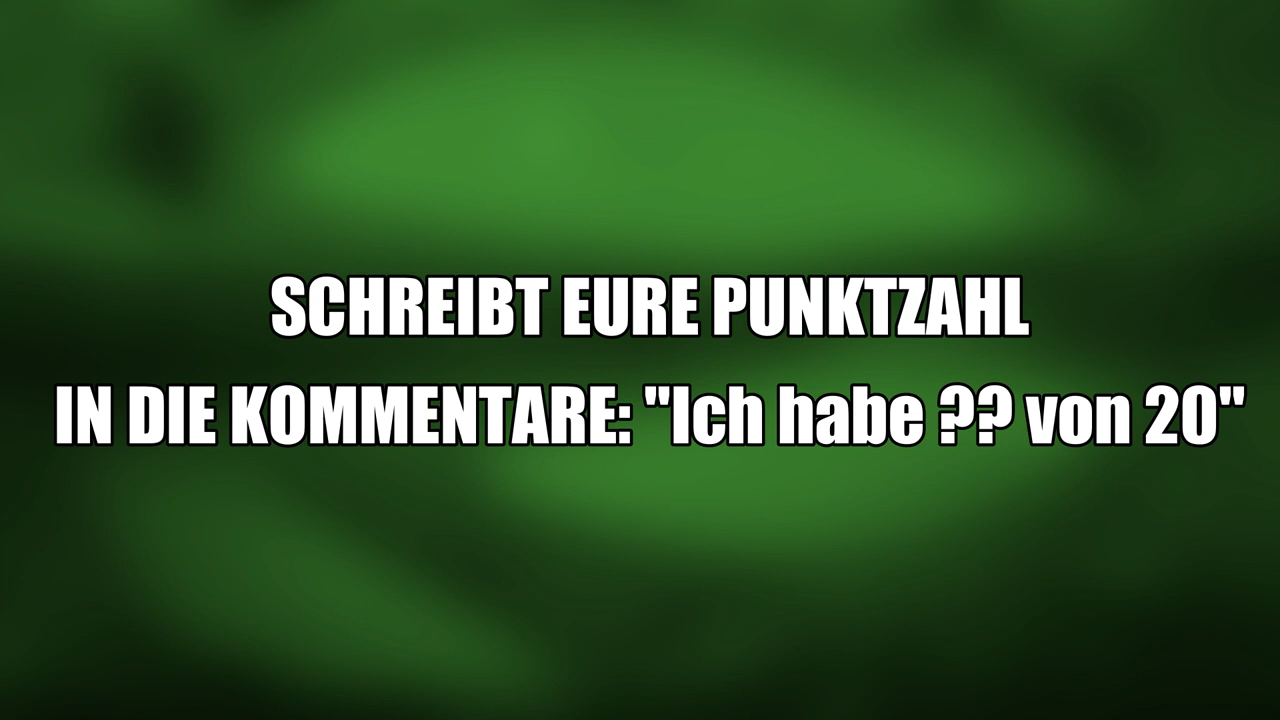 SCHREIBT EURE PUNKTZAHL
IN DIE KOMMENTARE: "Ich habe ?? von 20"